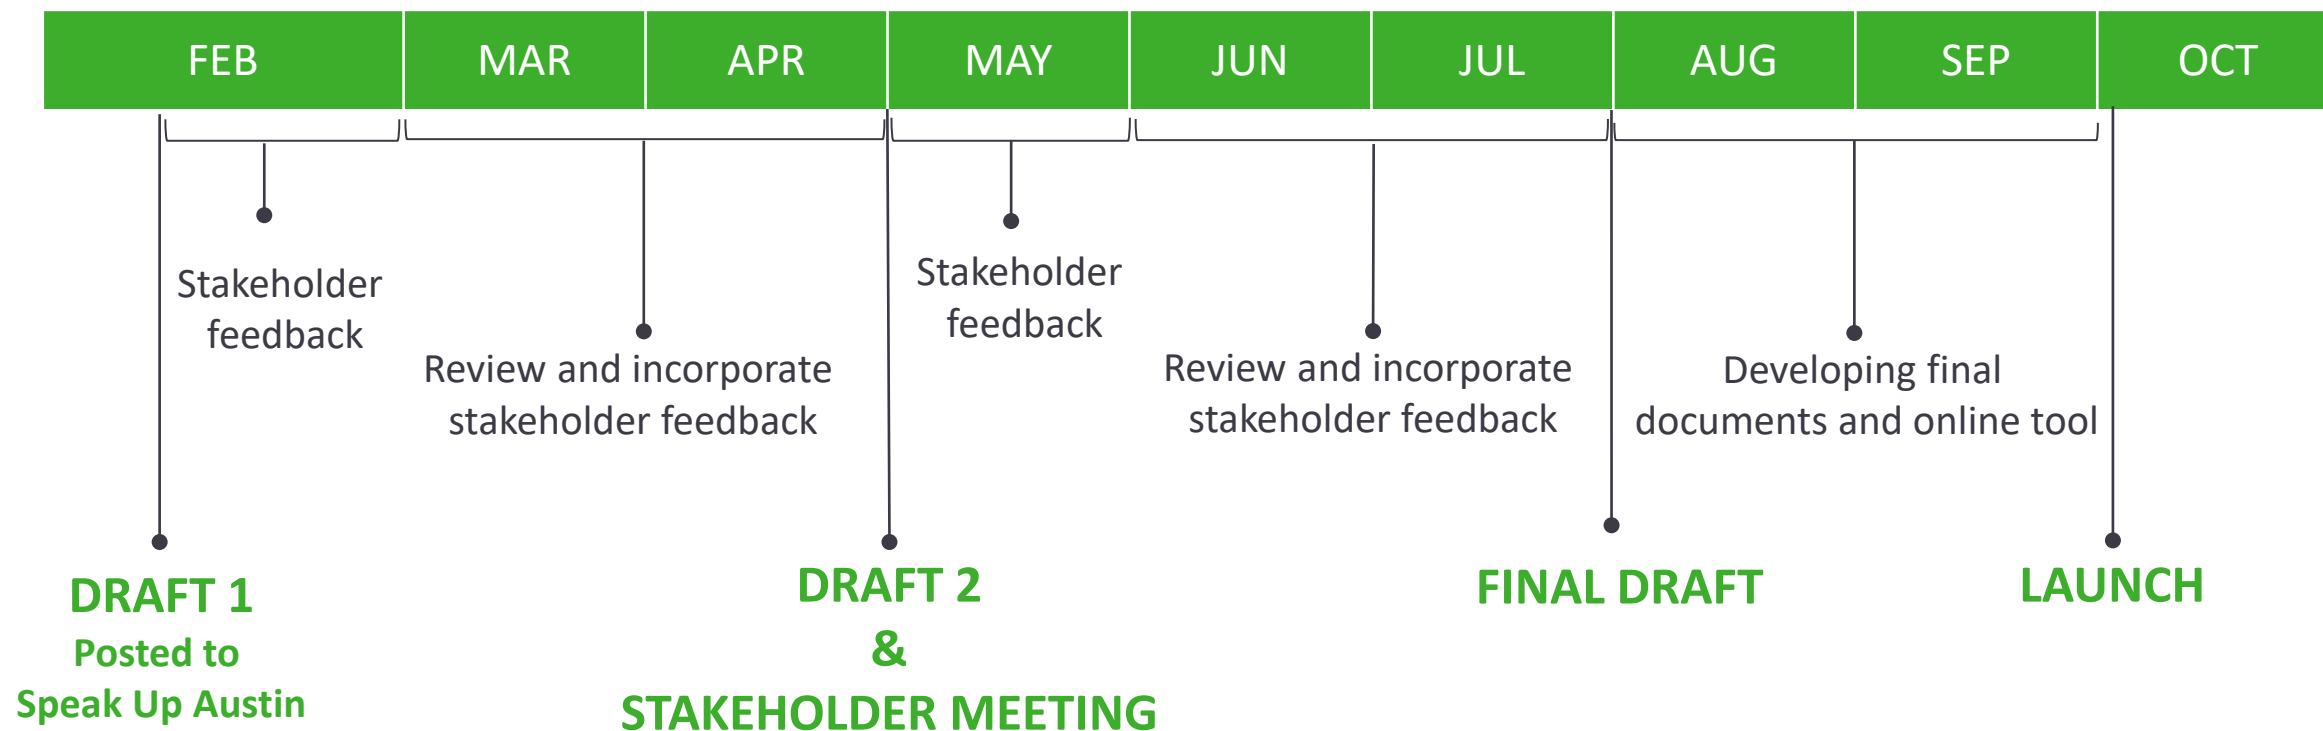 FEB MAR APR MAY JUN JUL AUG SEP OCT
Stakeholder
feedback
Review and incorporate
stakeholder feedback
Stakeholder
feedback
Review and incorporate
stakeholder feedback
Developing final
documents and online tool
DRAFT 1
Posted to
Speak Up Austin
DRAFT 2
&
STAKEHOLDER MEETING
FINAL DRAFT
LAUNCH